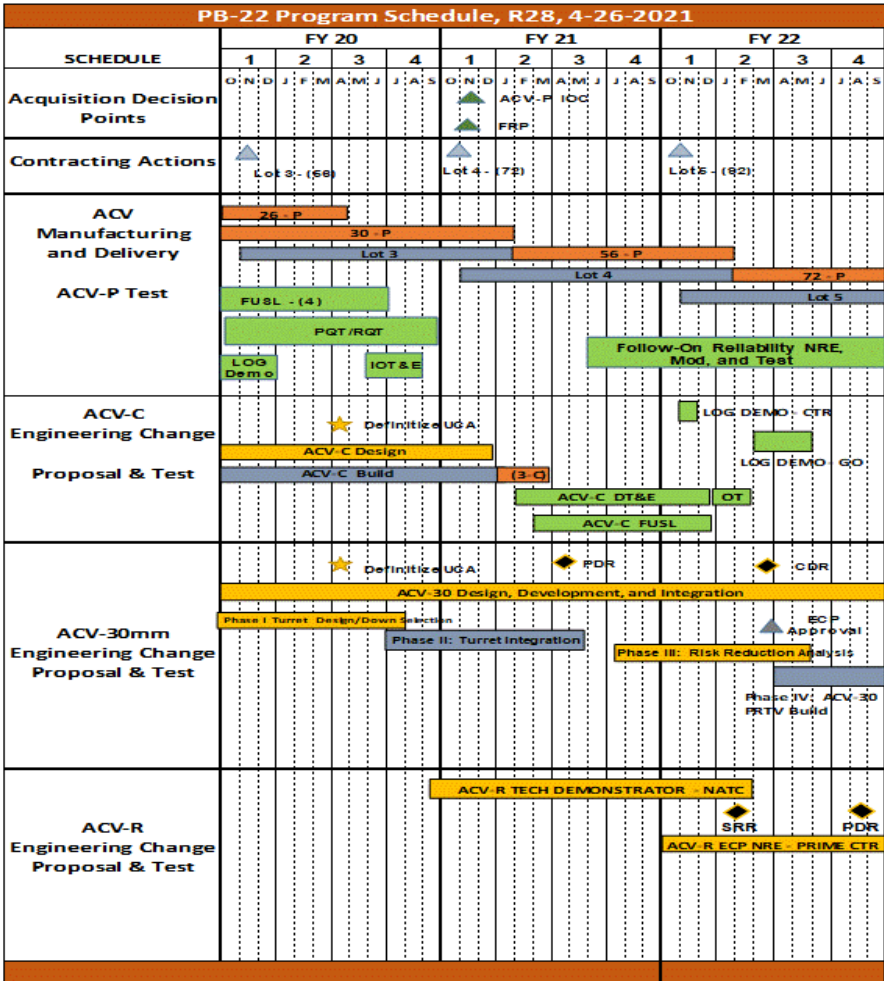 PB-22 Program Schedule, R28, 4-26-2021
SCHEDULE
FY 20 FY 21 FY 22
1 2 3 4 1 2 3 4 1 2 3 4
O N D J F M A M J J A S O N D J F M A M J J A S O N D J F M A M J J A S
Acquisition Decision
Points
ACV-P IOC
FRP
Contracting Actions
Lot 3 - (56)
Lot 4 - (72)
Lot 5 - (92)
ACV
Manufacturing
and Delivery
26 - P
30 - P
Lot 3 56 - P
Lot 4 72 - P
Lot 5
ACV-P Test
FUSL - (4)
PQT/RQT
LOG
Demo
IOT&E
Follow-On Reliability NRE,
Mod, and Test
ACV-C
Engineering Change
Proposal & Test
Definitize UCA
LOG DEMO - CTR
ACV-C Design
LOG DEMO - GO
ACV-C Build (3-C)
ACV-C DT&E OT
ACV-C FUSL
ACV-30mm
Engineering Change
Proposal & Test
Definitize UCA PDR CDR
ACV-30 Design, Development, and Integration
Phase I Turret Design/Down Selection
ECP
Approval
Phase II: Turret Integration
Phase III: Risk Reduction Analysis
Phase IV: ACV-30
PRTV Build
ACV-R
Engineering Change
Proposal & Test
ACV-R TECH DEMONSTRATOR - NATC
SRR PDR
ACV-R ECP NRE - PRIME CTR